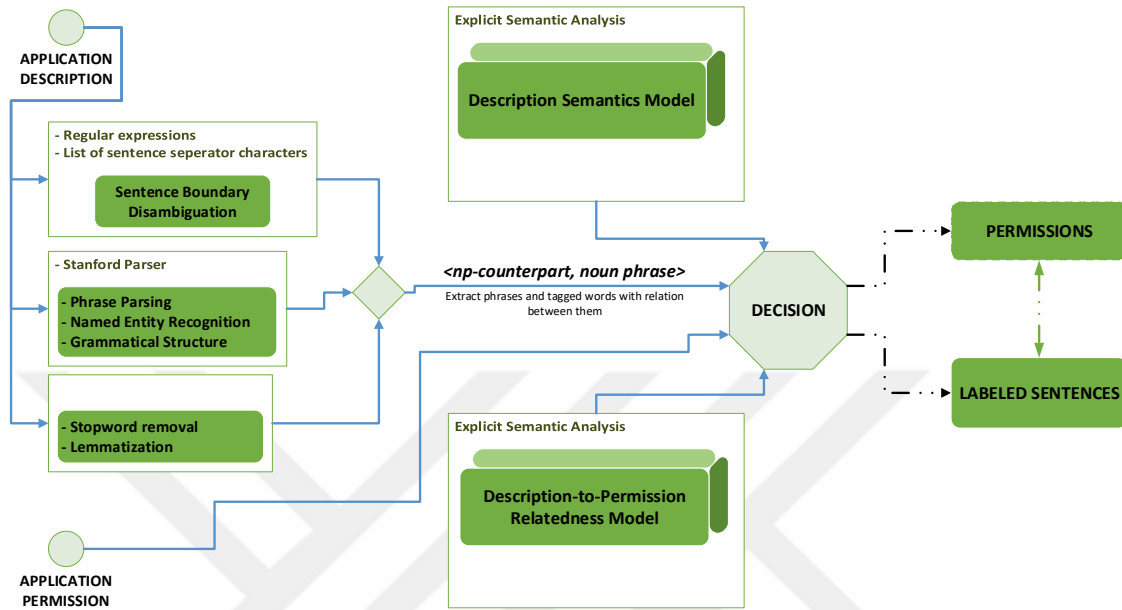 APPLICATION
DESCRIPTION
- Regular expressions
- List of sentence seperator characters
Sentence Boundary
Disambiguation
- Stanford Parser
- Phrase Parsing
- Named Entity Recognition
- Grammatical Structure
- Stopword removal
- Lemmatization
APPLICATION
PERMISSION
Explicit Semantic Analysis
Description Semantics Model
<np-counterpart, noun phrase>
Extract phrases and tagged words with relation
between them
Explicit Semantic Analysis
Description-to-Permission
Relatedness Model
DECISION
PERMISSIONS
LABELED SENTENCES